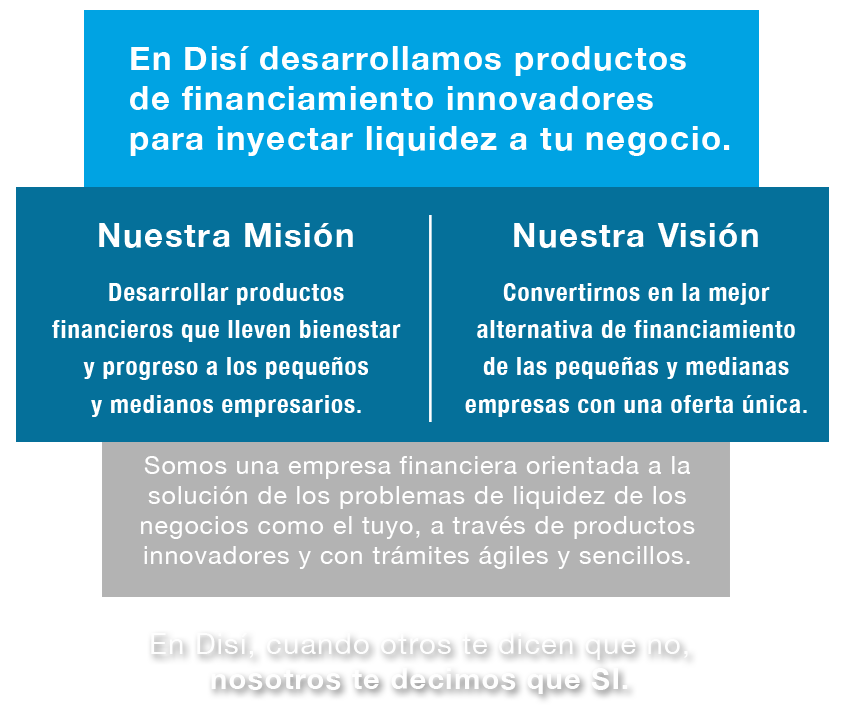 En Disí desarrollamos productos
de financiamiento innovadores
para inyectar liquidez a tu negocio.
Nuestra Misión
Desarrollar productos
financieros que lleven bienestar
y progreso a los pequeños
y medianos empresarios.
Nuestra Visión
Convertirnos en la mejor
alternativa de financiamiento
de las pequeñas y medianas
empresas con una oferta única.
Somos una empresa financiera orientada a la
solución de los problemas de liquidez de los
negocios como el tuyo, a través de productos
innovadores y con trámites ágiles y sencillos.
En Disí, cuando otros te dicen que no,
nosotros te decimos que SI.